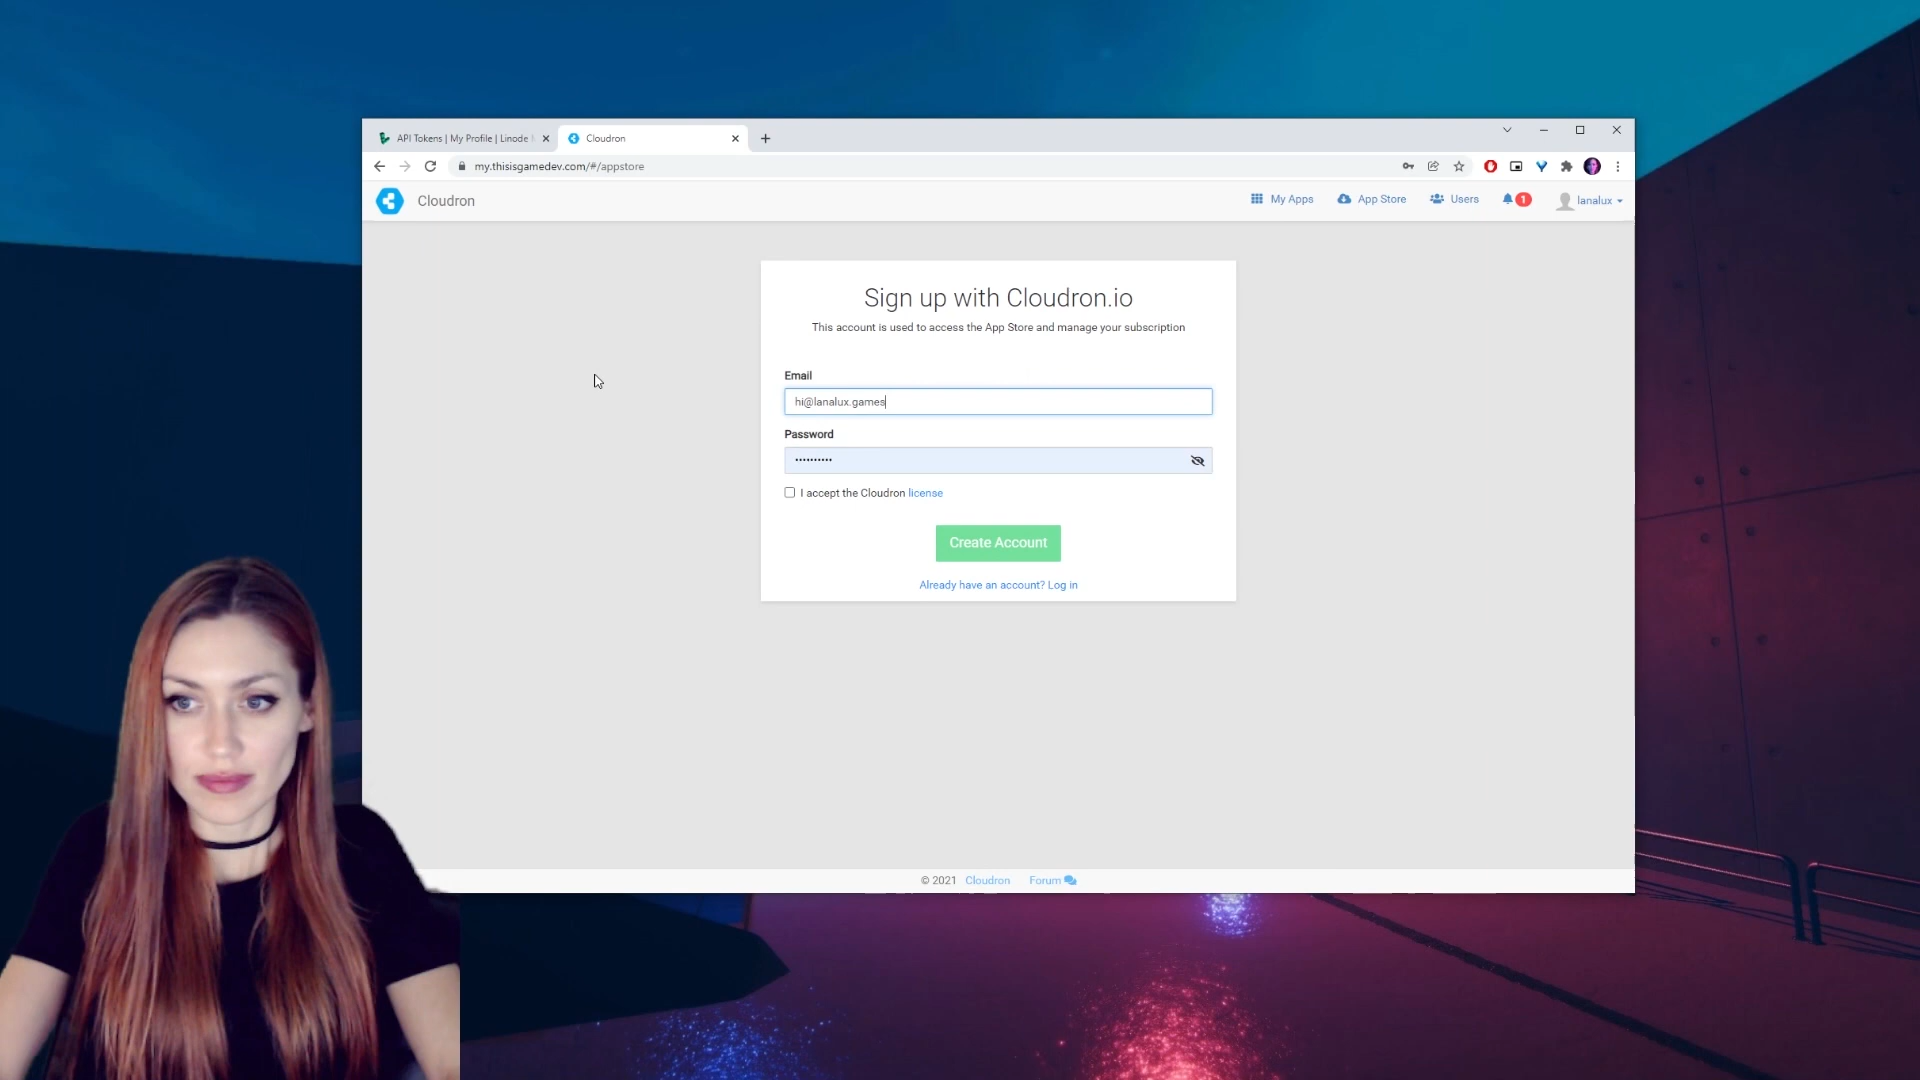 API Tokens | My Profile | Linode
Cloudron
my.thisisgamedev.com/#/appstore
Cloudron
My Apps
App Store
Users
1
lanalux
Sign up with Cloudron.io
This account is used to access the App Store and manage your subscription
Email
hi@lanalux.games
Password
••••••••••
I accept the Cloudron license
Create Account
Already have an account? Log in
© 2021 Cloudron Forum